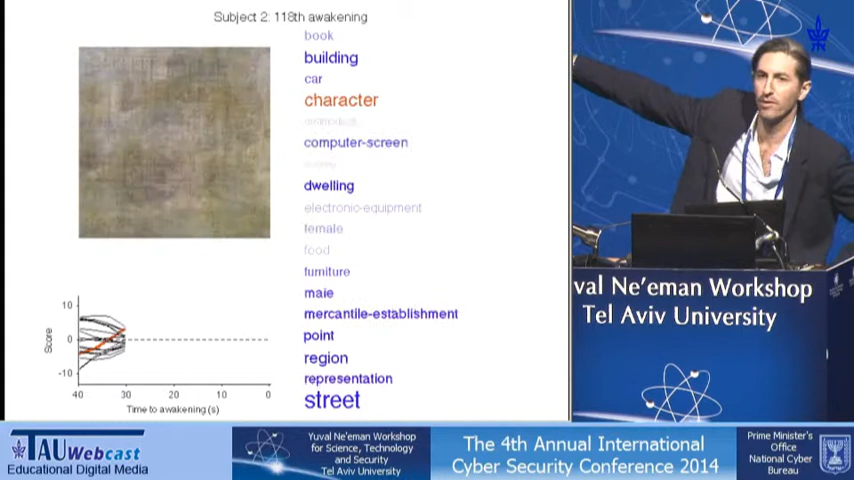 Subject 2: 118th awakening
book
building
car
character
computer-screen
dwelling
electronic-equipment
female
food
furniture
male
mercantile-establishment
point
region
representation
street
10
0
-10
Score
40
30
20
10
0
Time to awakening (s)
val Ne'eman Workshop
Tel Aviv University
TAU Webcast
Educational Digital Media
Yuval Ne'eman Workshop
for Science, Technology
and Security
Tel Aviv University
The 4th Annual International
Cyber Security Conference 2014
Prime Minister's
Office
National Cyber
Bureau